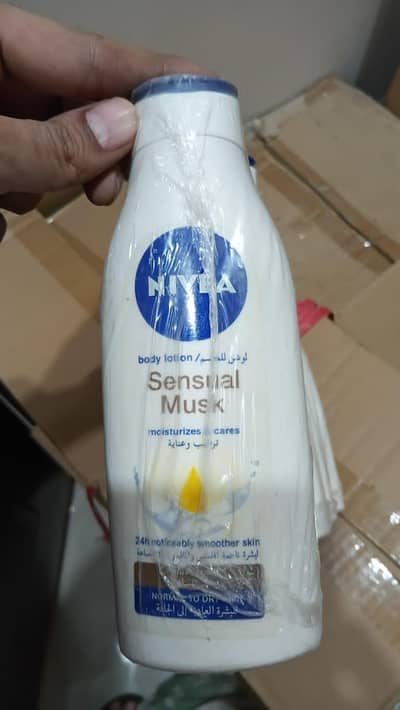 NIVEA
body lotion / لوشن للجسم
Sensual
Musk
moisturizes & cares
ترطيب وعناية
24h noticeably smoother skin
NORMAL TO DRY SKIN